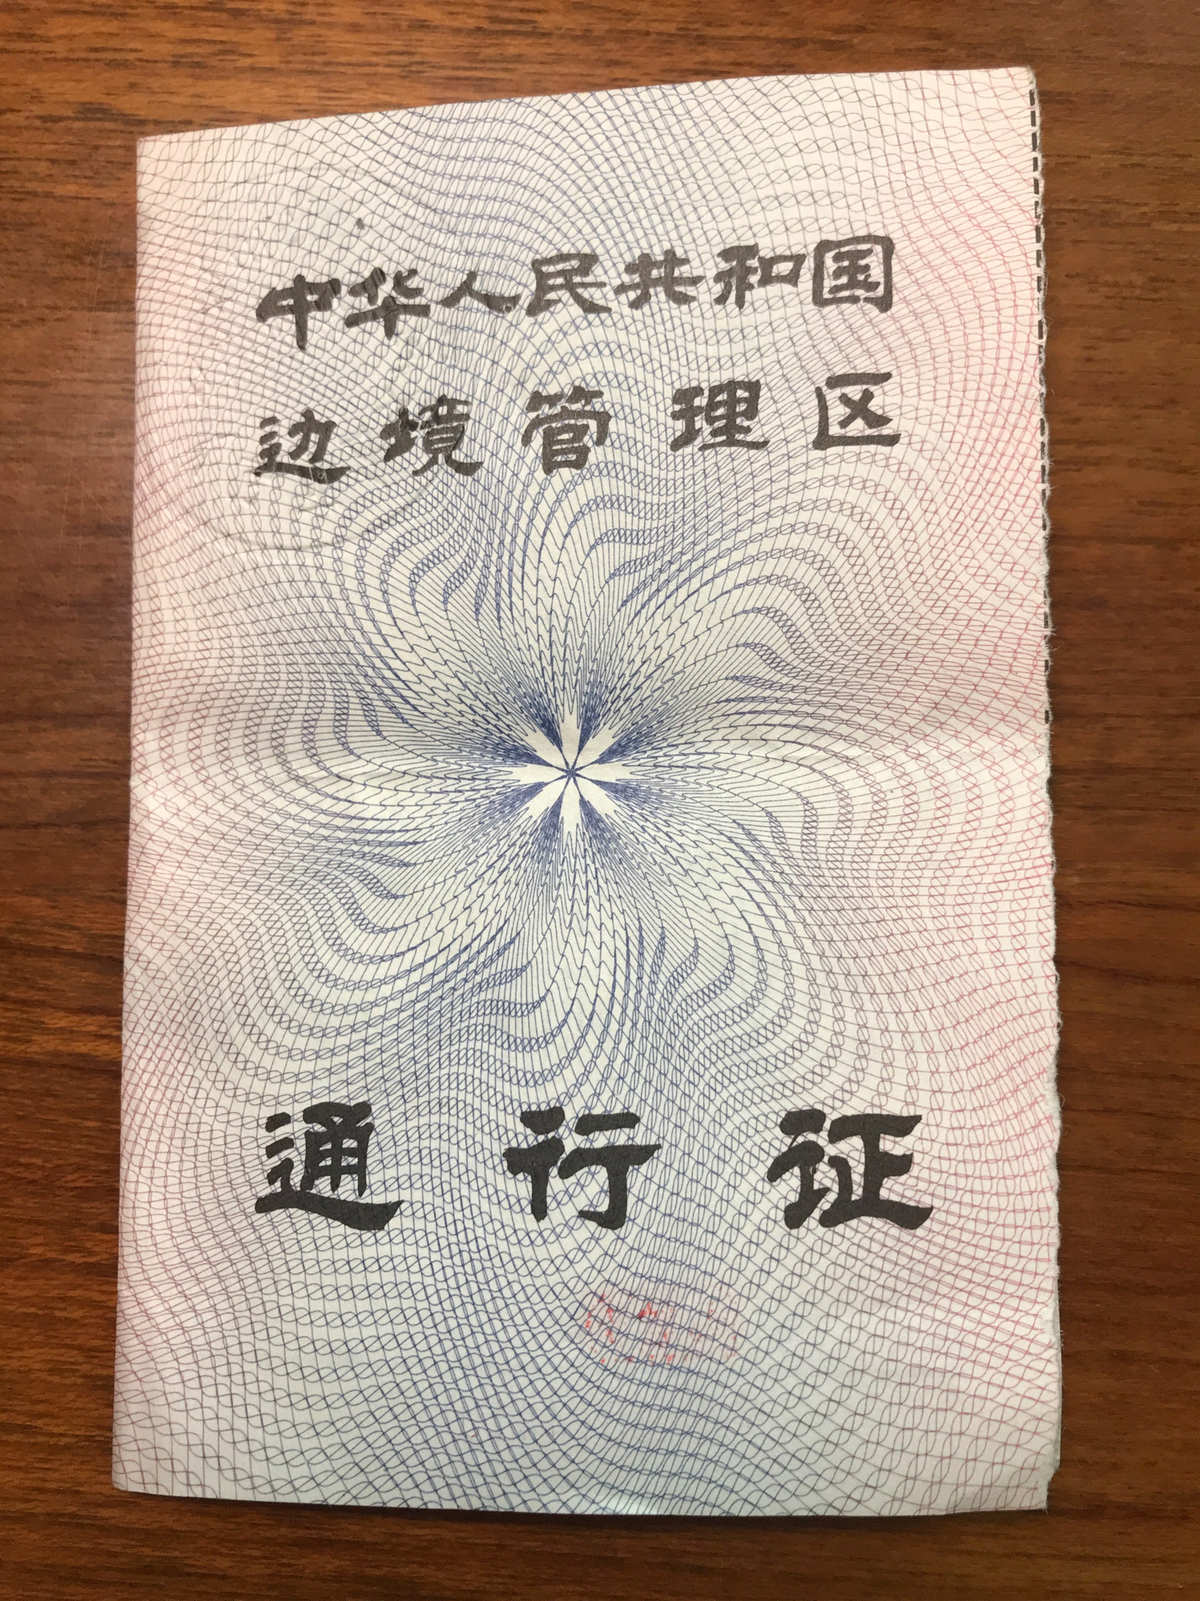 中华人民共和国
边境管理区
通行证